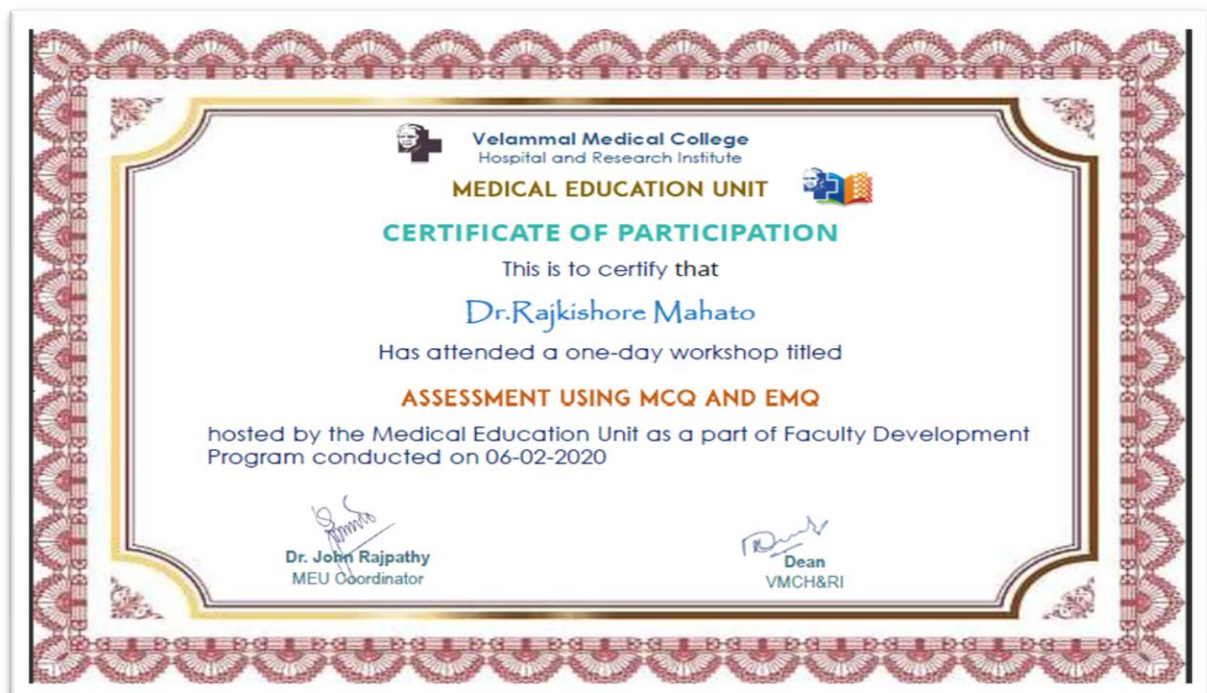 Velammal Medical College
Hospital and Research Institute
MEDICAL EDUCATION UNIT
CERTIFICATE OF PARTICIPATION
This is to certify that
Dr.Rajkishore Mahato
Has attended a one-day workshop titled
ASSESSMENT USING MCQ AND EMQ
hosted by the Medical Education Unit as a part of Faculty Development
Program conducted on 06-02-2020
Dr. John Rajpathy
MEU Coordinator
Dean
VMCH&RI